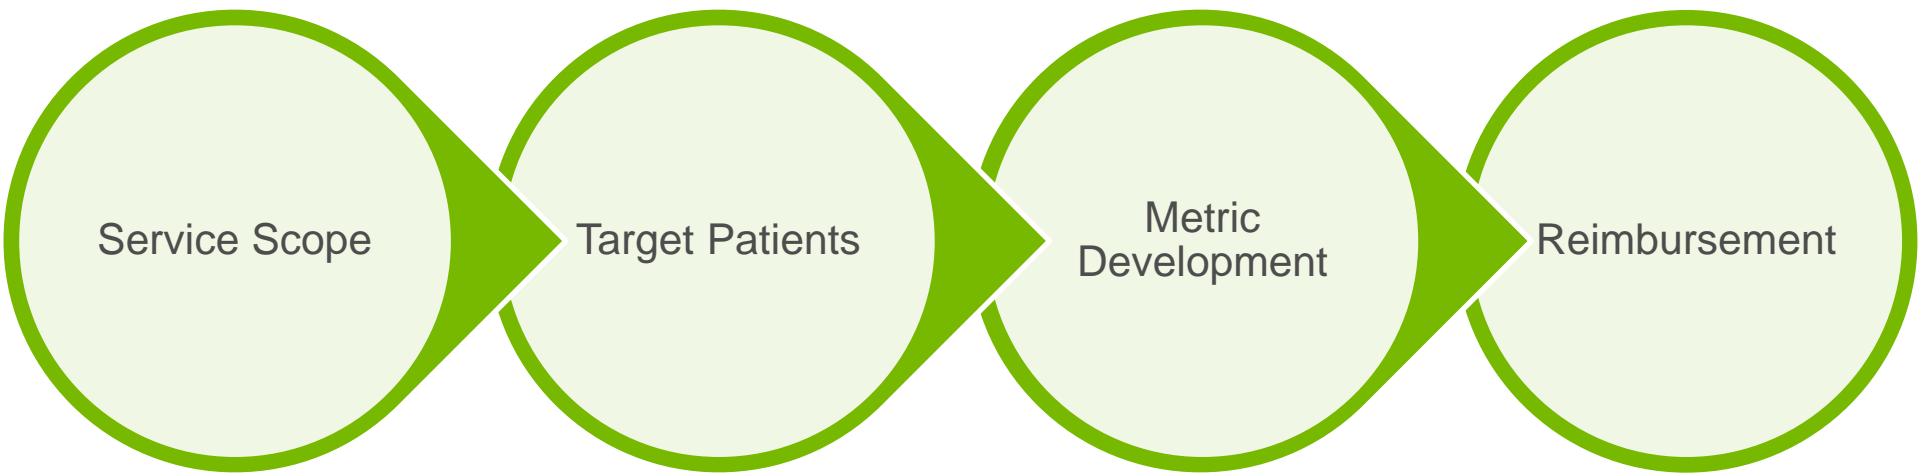 Service Scope
Target Patients
Metric
Development
Reimbursement